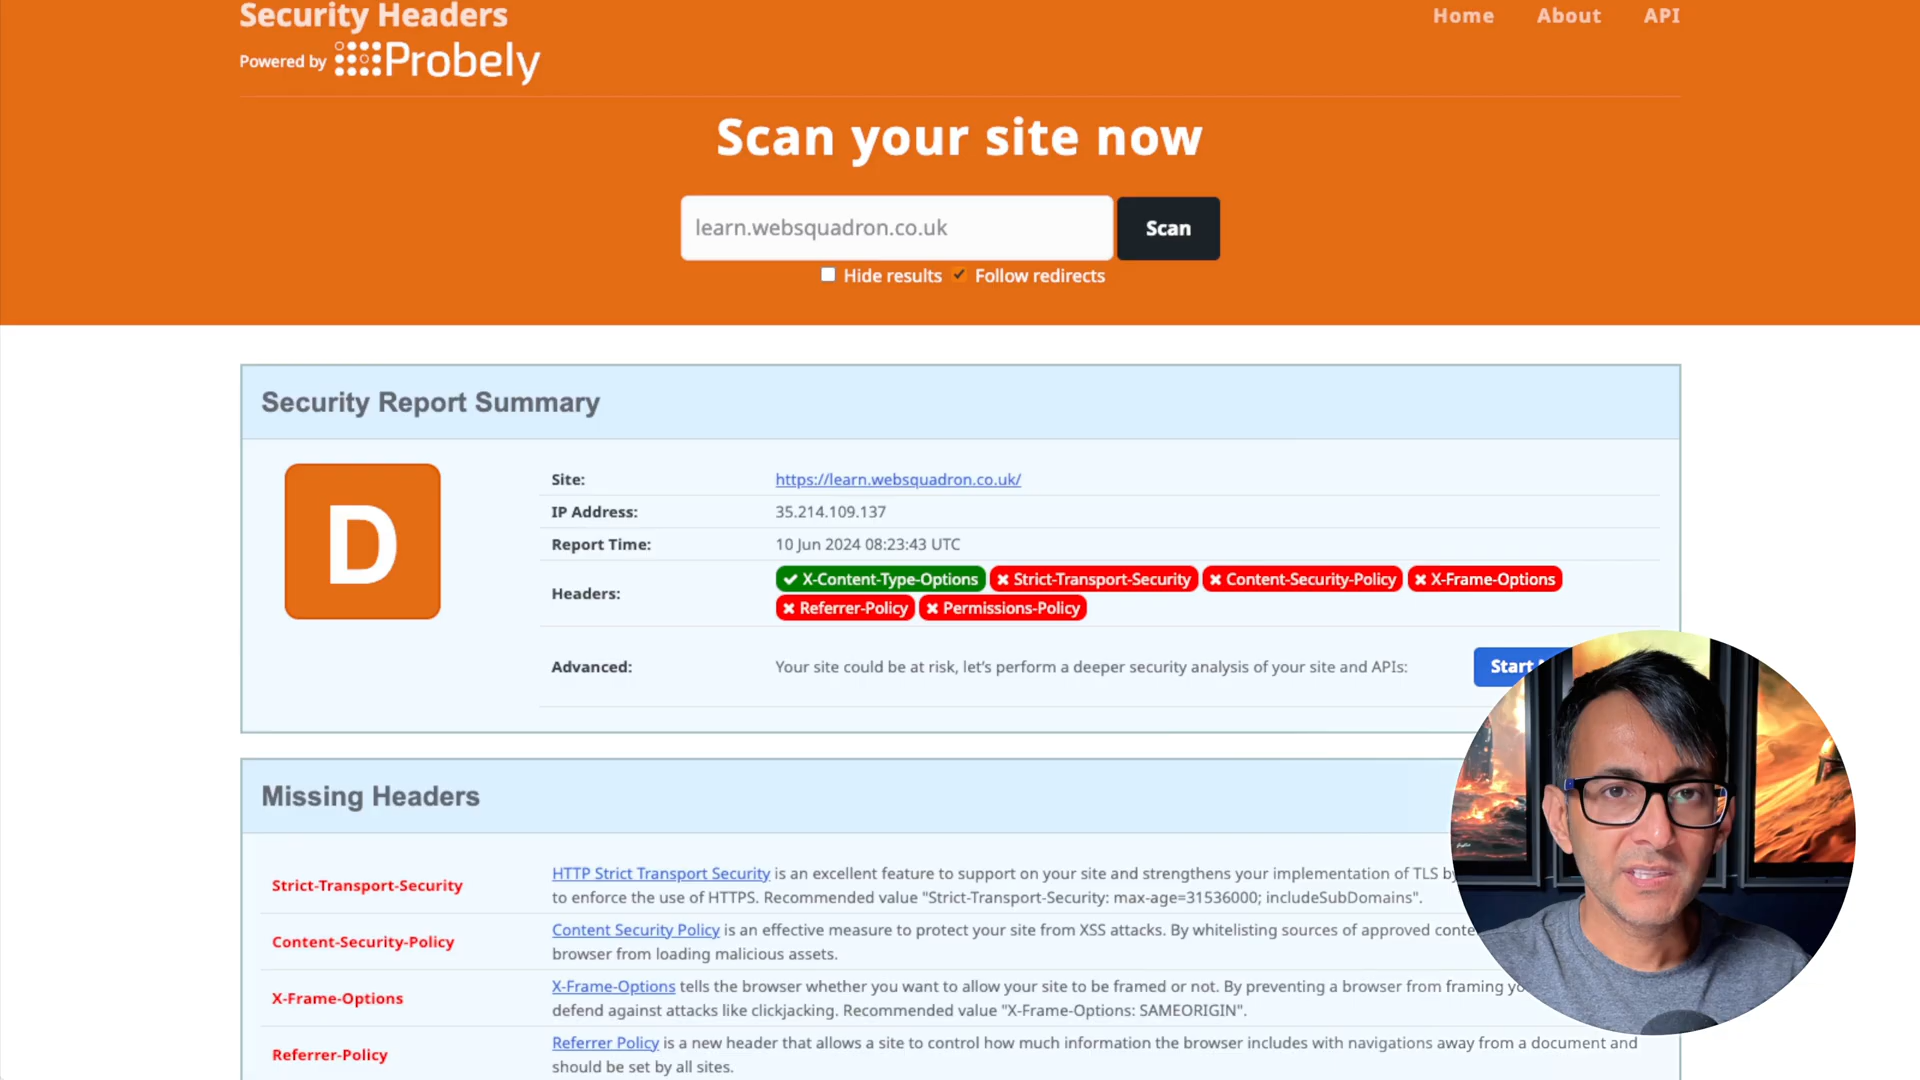 Security Headers
Home About API
Powered by Probely
Scan your site now
learn.websquadron.co.uk Scan
Hide results Follow redirects
Security Report Summary
D
Site: https://learn.websquadron.co.uk/
IP Address: 35.214.109.137
Report Time: 10 Jun 2024 08:23:43 UTC
Headers: X-Content-Type-Options Strict-Transport-Security Content-Security-Policy X-Frame-Options
Referrer-Policy Permissions-Policy
Advanced: Your site could be at risk, let's perform a deeper security analysis of your site and APIs: Start
Missing Headers
Strict-Transport-Security HTTP Strict Transport Security is an excellent feature to support on your site and strengthens your implementation of TLS
to enforce the use of HTTPS. Recommended value "Strict-Transport-Security: max-age=31536000; includeSubDomains".
Content-Security-Policy Content Security Policy is an effective measure to protect your site from XSS attacks. By whitelisting sources of approved
browser from loading malicious assets.
X-Frame-Options X-Frame-Options tells the browser whether you want to allow your site to be framed or not. By preventing a browser from framing
defend against attacks like clickjacking. Recommended value "X-Frame-Options: SAMEORIGIN".
Referrer-Policy Referrer Policy is a new header that allows a site to control how much information the browser includes with navigations away from a document and
should be set by all sites.